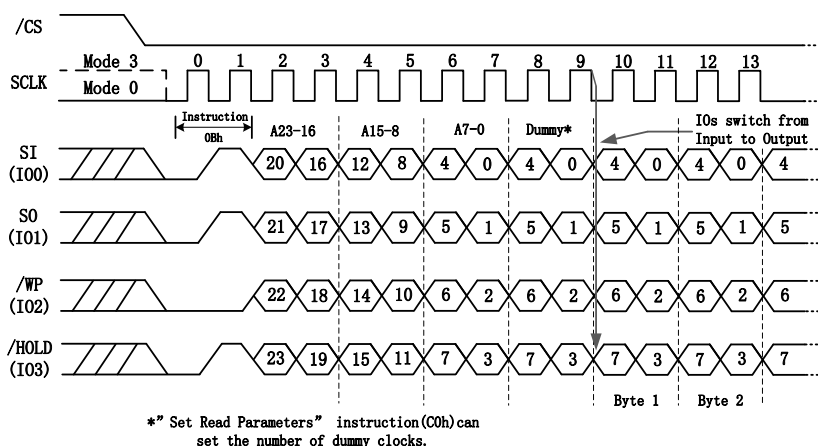 /CS
Mode 3 0 1 2 3 4 5 6 7 8 9 10 11 12 13
SCLK
Mode 0
Instruction
0Bh
A23-16 A15-8 A7-0 Dummy*
IOs switch from
Input to Output
SI
(IO0)
20 16 12 8 4 0 4 0 4 0 4 0 4
SO
(IO1)
21 17 13 9 5 1 5 1 5 1 5 1 5
/WP
(IO2)
22 18 14 10 6 2 6 2 6 2 6 2 6
/HOLD
(IO3)
23 19 15 11 7 3 7 3 7 3 7 3 7
Byte 1 Byte 2
*" Set Read Parameters" instruction(C0h)can
set the number of dummy clocks.